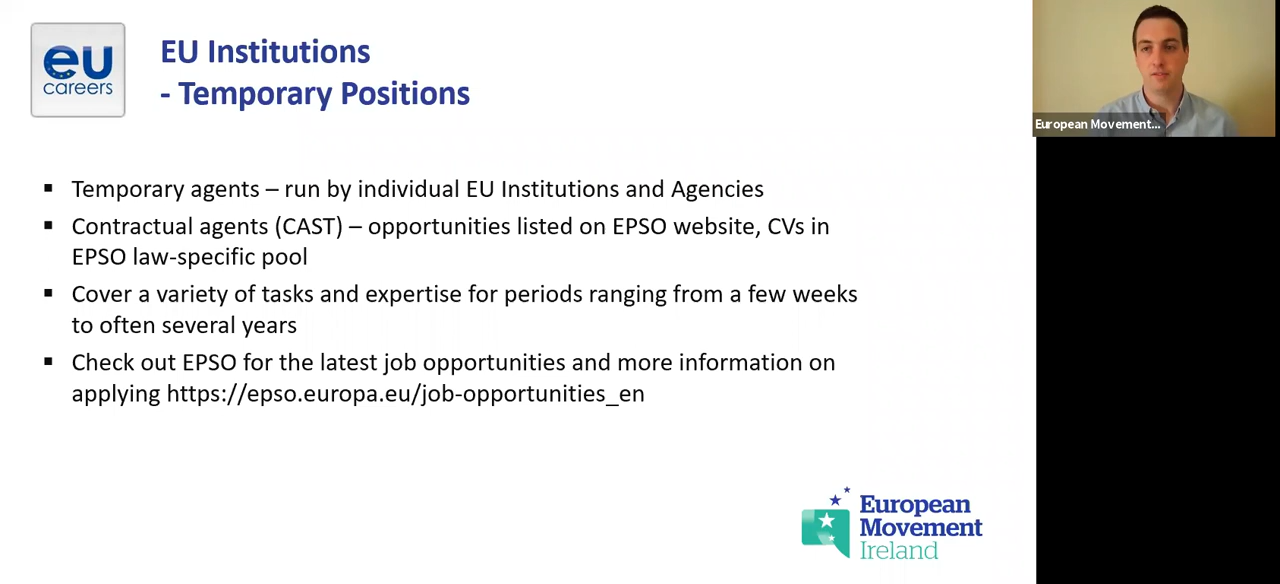 eu
careers
EU Institutions
- Temporary Positions
▪ Temporary agents – run by individual EU Institutions and Agencies
▪ Contractual agents (CAST) – opportunities listed on EPSO website, CVs in
EPSO law-specific pool
▪ Cover a variety of tasks and expertise for periods ranging from a few weeks
to often several years
▪ Check out EPSO for the latest job opportunities and more information on
applying https://epso.europa.eu/job-opportunities_en
European Movement...
European
Movement
Ireland